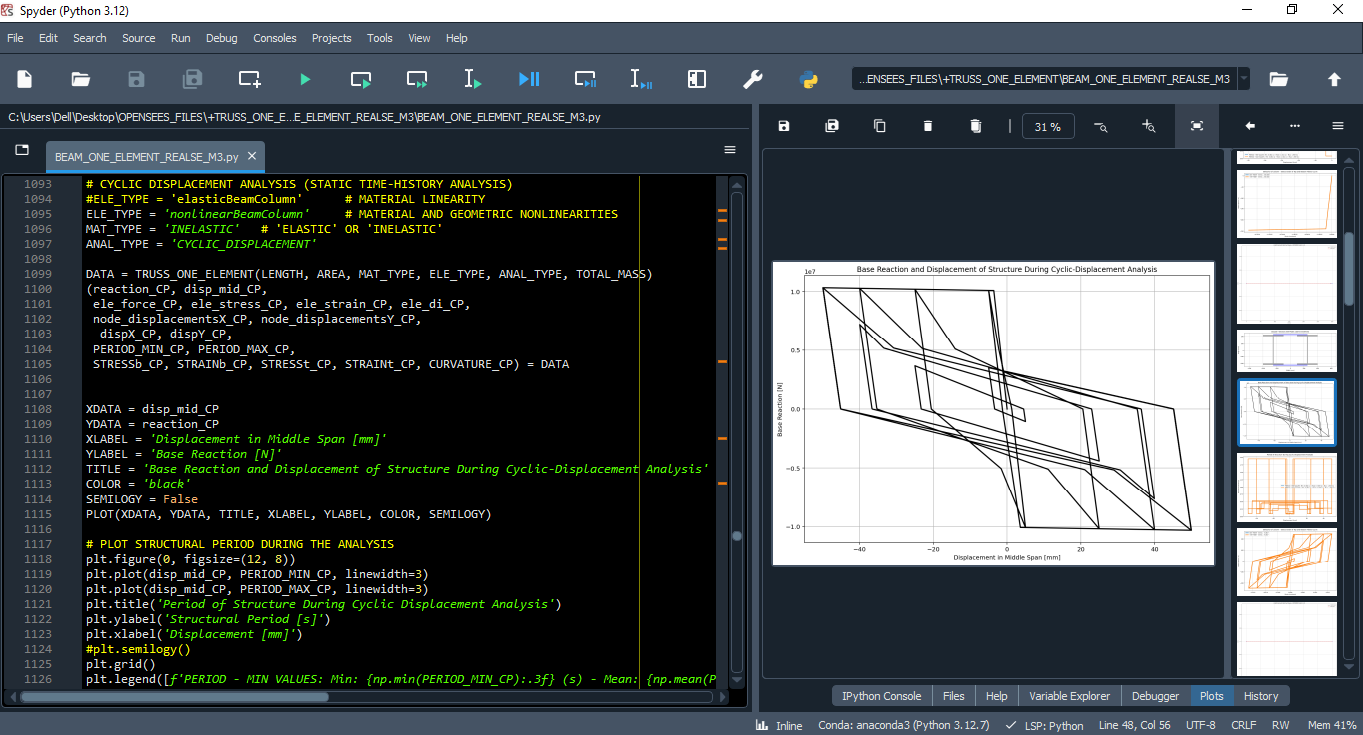 Spyder (Python 3.12)
File Edit Search Source Run Debug Consoles Projects Tools View Help
...ENSEES_FILES\+TRUSS_ONE_ELEMENT\BEAM_ONE_ELEMENT_REALSE_M3
C:\Users\Dell\Desktop\OPENSEES_FILES\+TRUSS_ONE_E...E_ELEMENT_REALSE_M3\BEAM_ONE_ELEMENT_REALSE_M3.py
BEAM_ONE_ELEMENT_REALSE_M3.py
1093 # CYCLIC DISPLACEMENT ANALYSIS (STATIC TIME-HISTORY ANALYSIS)
1094 #ELE_TYPE = 'elasticBeamColumn' # MATERIAL LINEARITY
1095 ELE_TYPE = 'nonlinearBeamColumn' # MATERIAL AND GEOMETRIC NONLINEARITIES
1096 MAT_TYPE = 'INELASTIC' # 'ELASTIC' OR 'INELASTIC'
1097 ANAL_TYPE = 'CYCLIC_DISPLACEMENT'
1098
1099 DATA = TRUSS_ONE_ELEMENT(LENGTH, AREA, MAT_TYPE, ELE_TYPE, ANAL_TYPE, TOTAL_MASS)
1100 (reaction_CP, disp_mid_CP,
1101 ele_force_CP, ele_stress_CP, ele_strain_CP, ele_di_CP,
1102 node_displacementsX_CP, node_displacementsY_CP,
1103 dispX_CP, dispY_CP,
1104 PERIOD_MIN_CP, PERIOD_MAX_CP,
1105 STRESSb_CP, STRAINb_CP, STRESSt_CP, STRAINt_CP, CURVATURE_CP) = DATA
1106
1107
1108 XDATA = disp_mid_CP
1109 YDATA = reaction_CP
1110 XLABEL = 'Displacement in Middle Span [mm]'
1111 YLABEL = 'Base Reaction [N]'
1112 TITLE = 'Base Reaction and Displacement of Structure During Cyclic-Displacement Analysis'
1113 COLOR = 'black'
1114 SEMILOGY = False
1115 PLOT(XDATA, YDATA, TITLE, XLABEL, YLABEL, COLOR, SEMILOGY)
1116
1117 # PLOT STRUCTURAL PERIOD DURING THE ANALYSIS
1118 plt.figure(0, figsize=(12, 8))
1119 plt.plot(disp_mid_CP, PERIOD_MIN_CP, linewidth=3)
1120 plt.plot(disp_mid_CP, PERIOD_MAX_CP, linewidth=3)
1121 plt.title('Period of Structure During Cyclic Displacement Analysis')
1122 plt.ylabel('Structural Period [s]')
1123 plt.xlabel('Displacement [mm]')
1124 #plt.semilogy()
1125 plt.grid()
1126 plt.legend([f'PERIOD - MIN VALUES: Min: {np.min(PERIOD_MIN_CP):.3f} (s) - Mean: {np.mean(P
31 %
Base Reaction and Displacement of Structure During Cyclic-Displacement Analysis
1e7
1.0
0.5
0.0
−0.5
−1.0
Base Reaction [N]
−40 −20 0 20 40
Displacement in Middle Span [mm]
IPython Console Files Help Variable Explorer Debugger Plots History
Inline Conda: anaconda3 (Python 3.12.7) LSP: Python Line 48, Col 56 UTF-8 CRLF RW Mem 41%